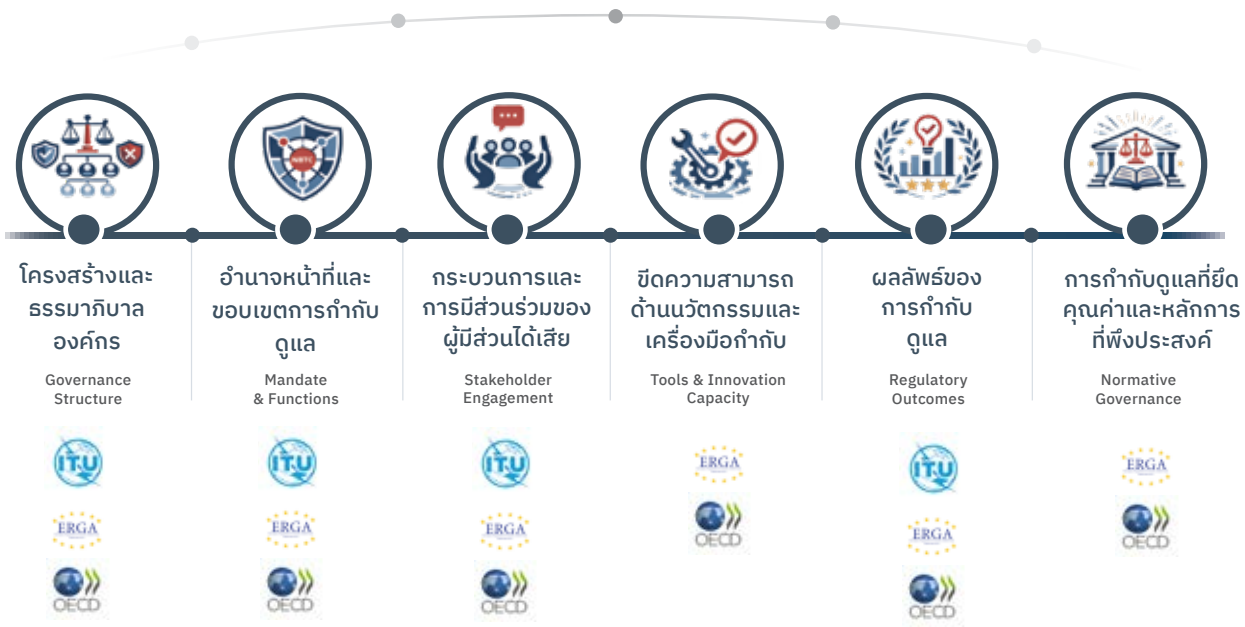 NBTC
โครงสร้างและ
ธรรมาภิบาล
องค์กร
Governance
Structure
อำนาจหน้าที่และ
ขอบเขตการกำกับ
ดูแล
Mandate
& Functions
กระบวนการและ
การมีส่วนร่วมของ
ผู้มีส่วนได้เสีย
Stakeholder
Engagement
ขีดความสามารถ
ด้านนวัตกรรมและ
เครื่องมือกำกับ
Tools & Innovation
Capacity
ผลลัพธ์ของ
การกำกับ
ดูแล
Regulatory
Outcomes
การกำกับดูแลที่ยึด
คุณค่าและหลักการ
ที่พึงประสงค์
Normative
Governance
ITU
ERGA
OECD
ITU
ERGA
OECD
ITU
ERGA
OECD
ERGA
OECD
ITU
ERGA
OECD
ERGA
OECD